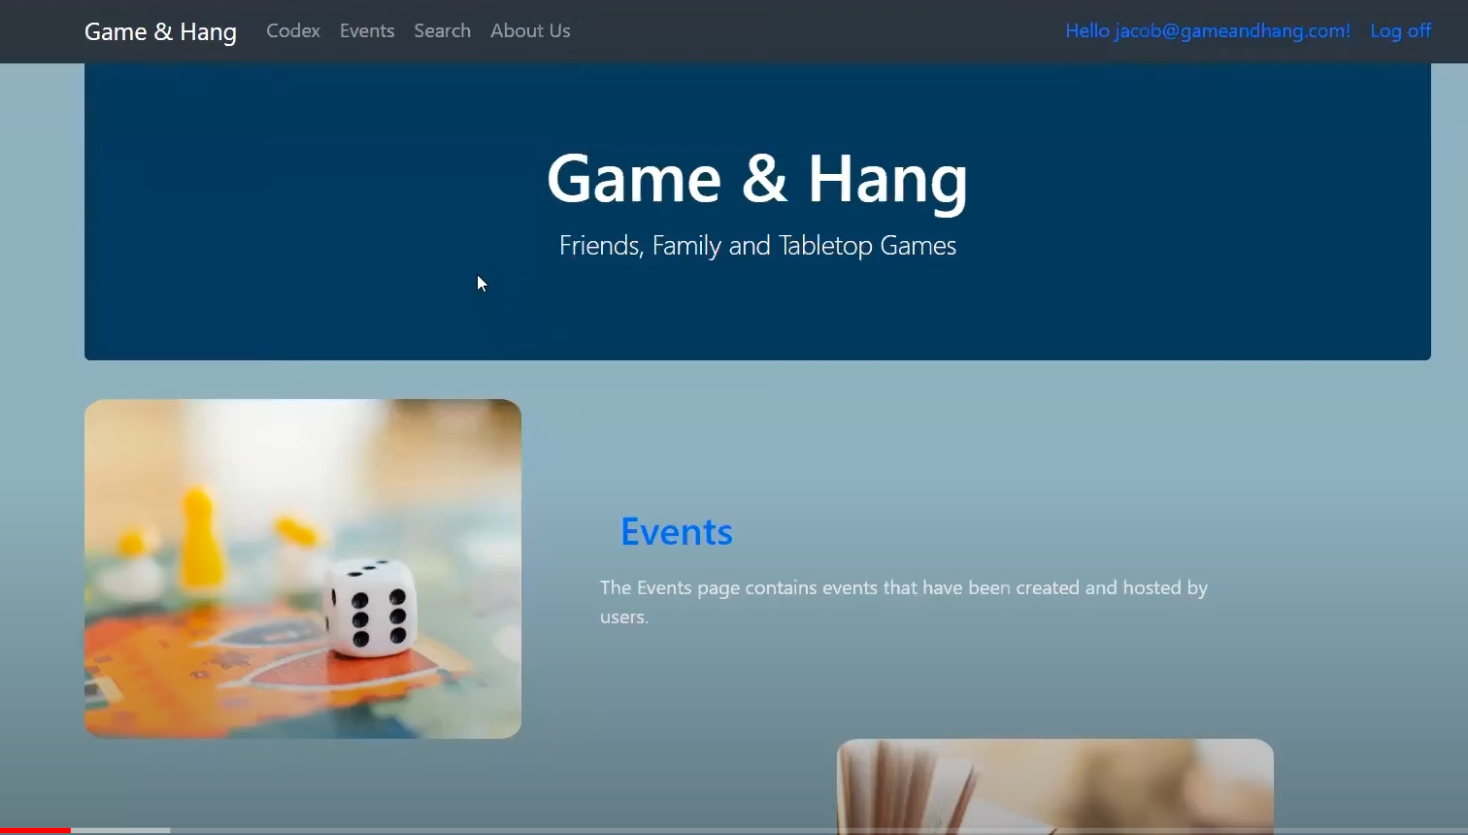 Game & Hang
Codex
Events
Search
About Us
Hello jacob@gameandhang.com!
Log off
Game & Hang
Friends, Family and Tabletop Games
Events
The Events page contains events that have been created and hosted by
users.